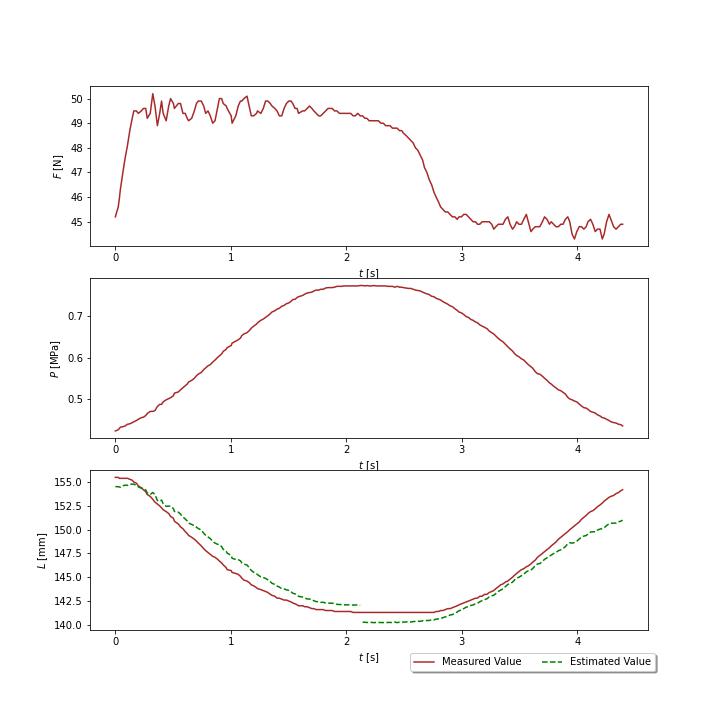 50
49
48
47
46
45
F [N]
0 1 2 3 4
t [s]
0.7
0.6
0.5
P [MPa]
0 1 2 3 4
t [s]
155.0
152.5
150.0
147.5
145.0
142.5
140.0
L [mm]
0 1 2 3 4
t [s]
Measured Value Estimated Value